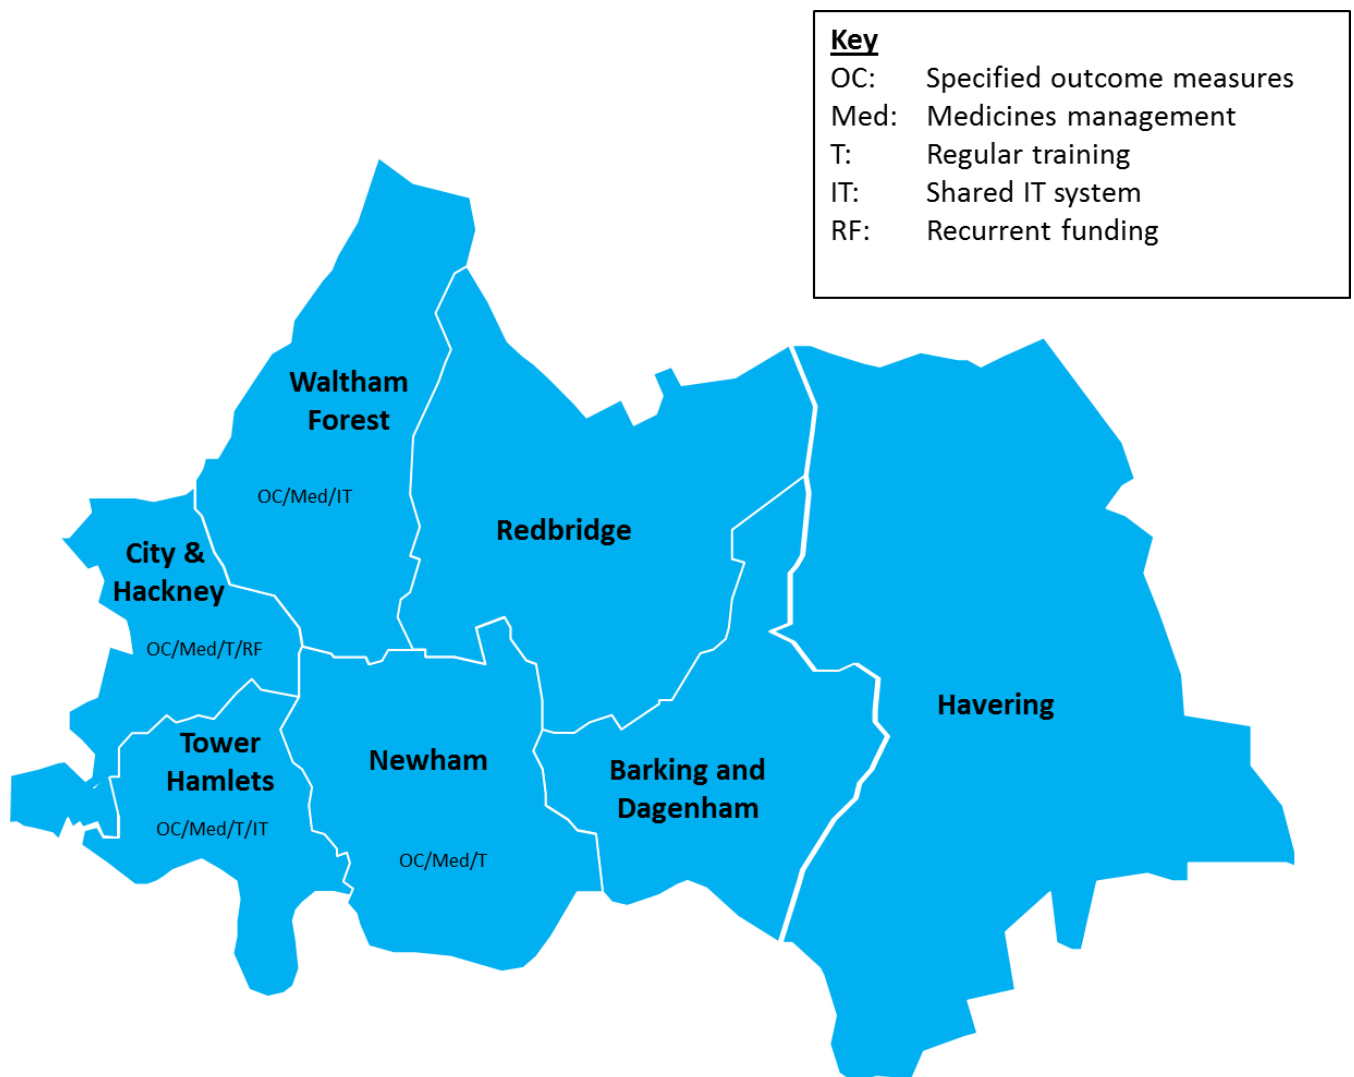 Key
OC: Specified outcome measures
Med: Medicines management
T: Regular training
IT: Shared IT system
RF: Recurrent funding
Waltham
Forest
OC/Med/IT
Redbridge
City &
Hackney
OC/Med/T/RF
Havering
Tower
Hamlets
OC/Med/T/IT
Newham
OC/Med/T
Barking and
Dagenham